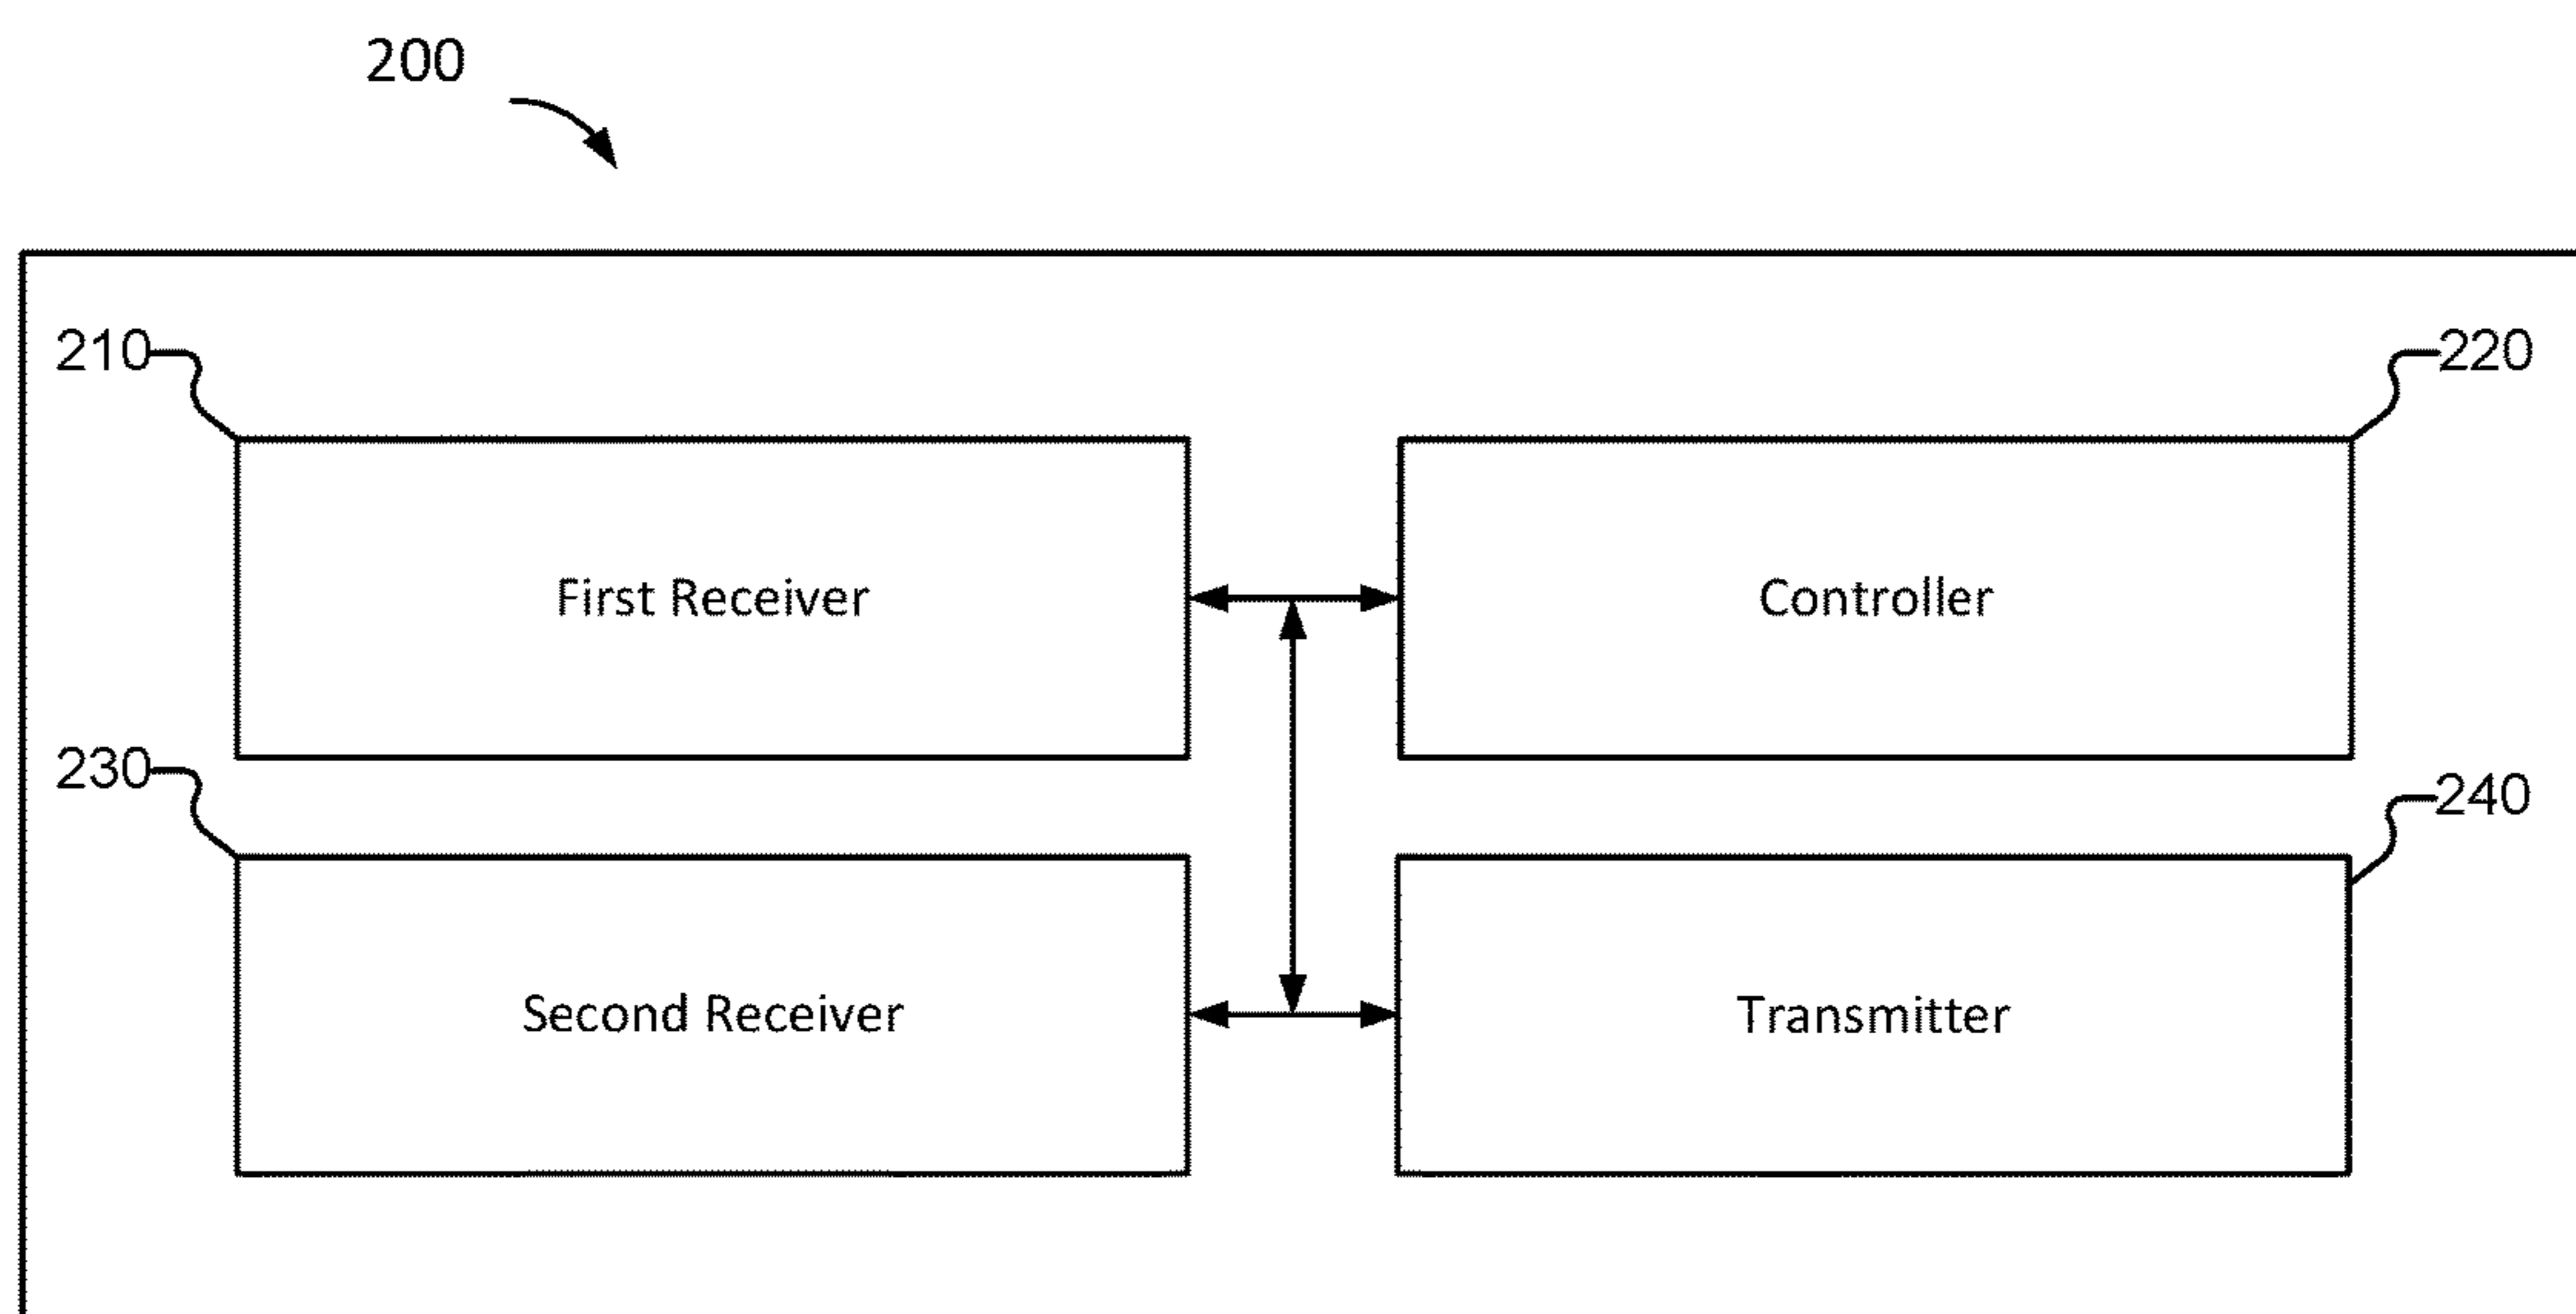 200
210
220
First Receiver
Controller
230
240
Second Receiver
Transmitter